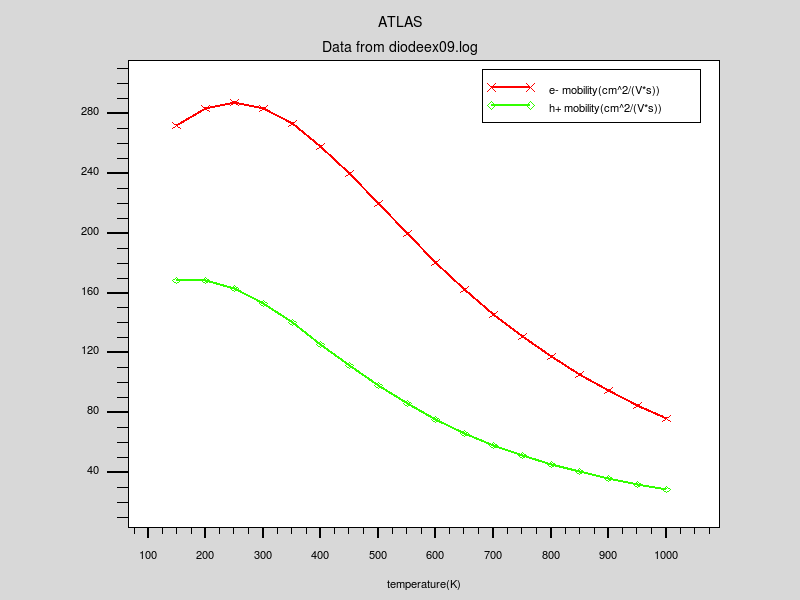 ATLAS
Data from diodeex09.log
e- mobility(cm^2/(V*s))
h+ mobility(cm^2/(V*s))
280
240
200
160
120
80
40
100 200 300 400 500 600 700 800 900 1000
temperature(K)